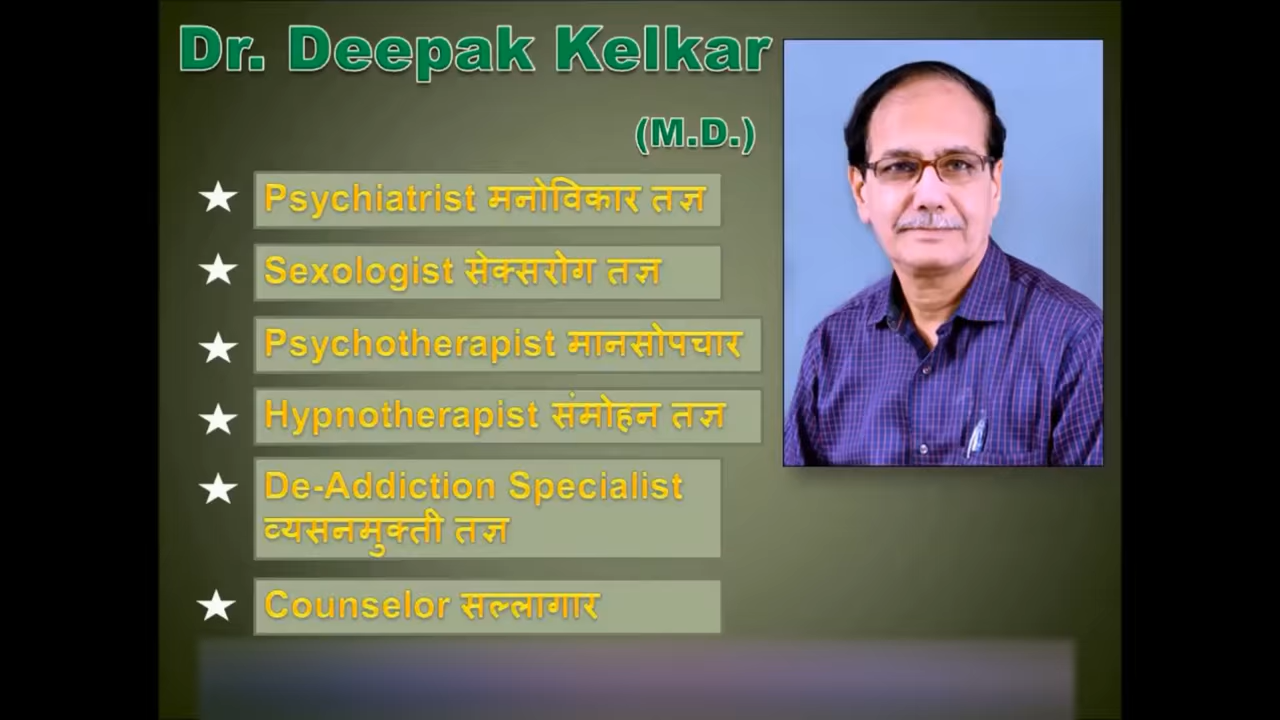 Dr. Deepak Kelkar
(M.D.)
Psychiatrist मनोविकार तज्ञ
Sexologist सेक्सरोग तज्ञ
Psychotherapist मानसोपचार
Hypnotherapist संमोहन तज्ञ
De-Addiction Specialist
व्यसनमुक्ती तज्ञ
Counselor सल्लागार